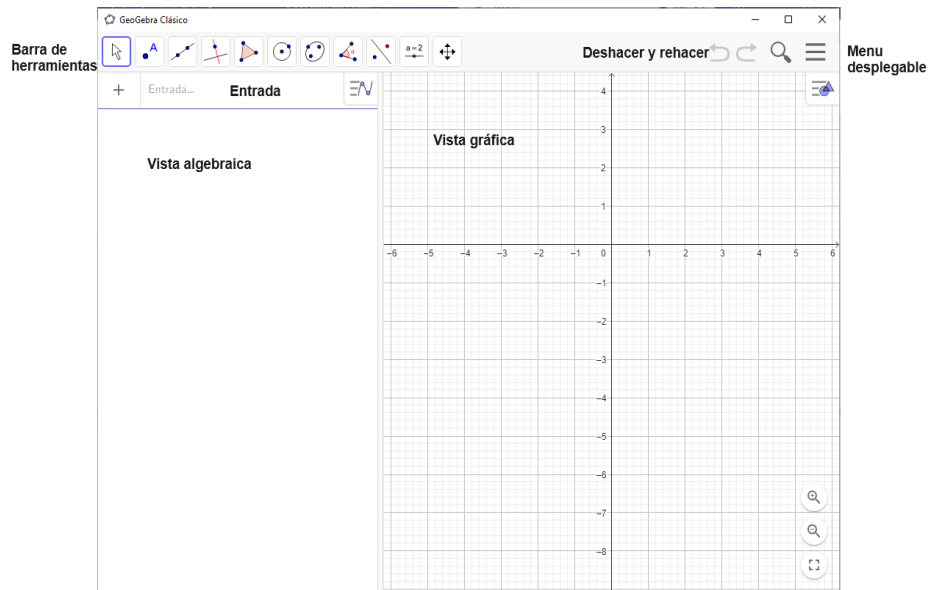 GeoGebra Clásico
Barra de
herramientas
A
a=2
Deshacer y rehacer
Menu
desplegable
+ Entrada... Entrada
Vista algebraica
Vista gráfica
4
3
2
1
–6 –5 –4 –3 –2 –1 0 1 2 3 4 5 6
–1
–2
–3
–4
–5
–6
–7
–8